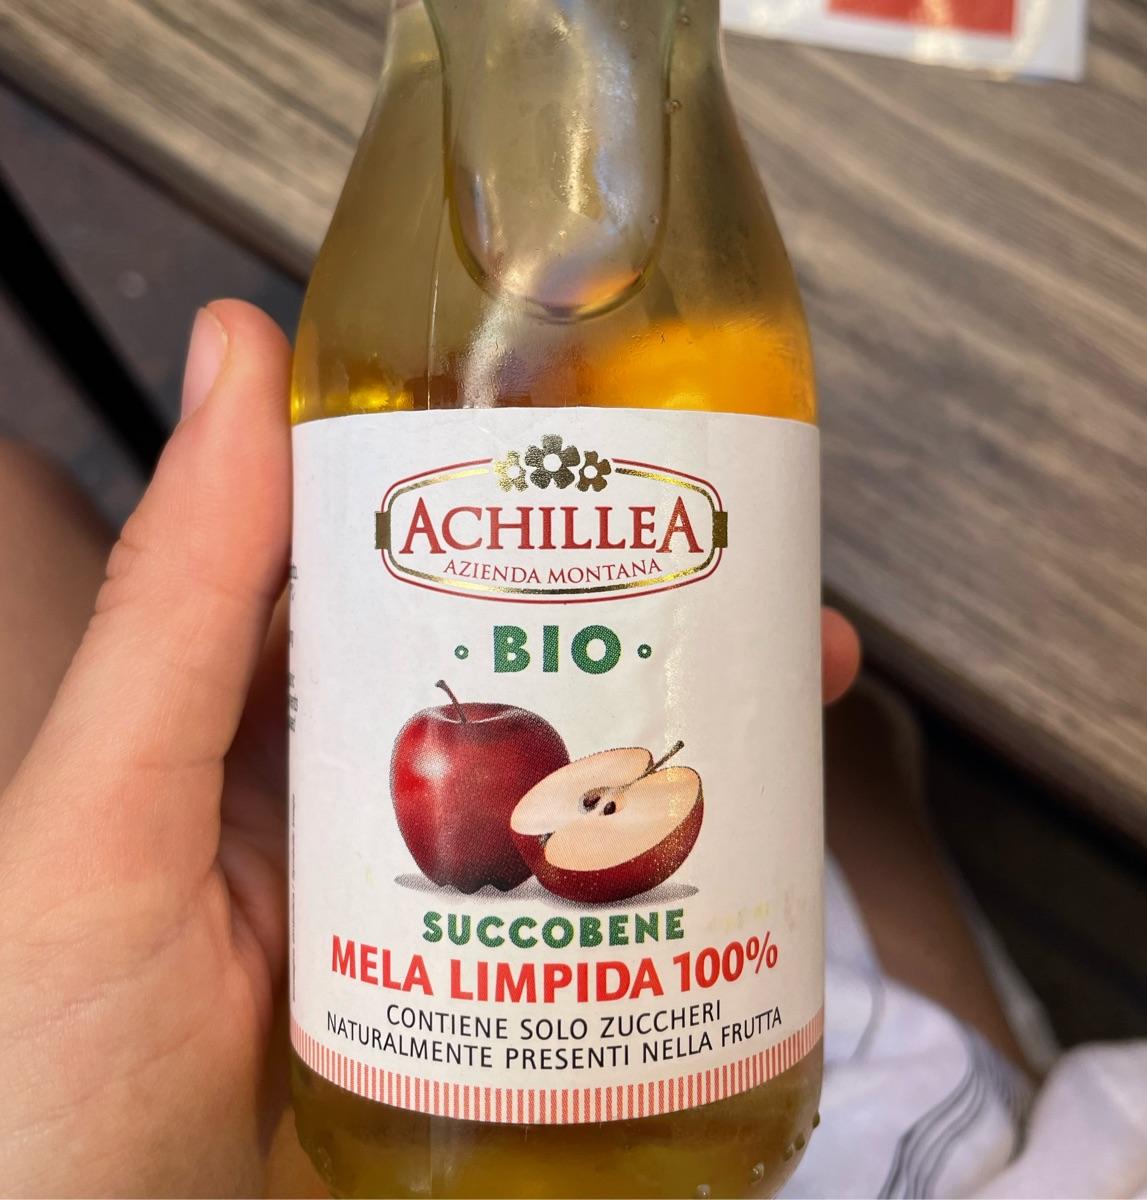 ACHILLEA
AZIENDA MONTANA
BIO
SUCCOBENE
MELA LIMPIDA 100%
CONTIENE SOLO ZUCCHERI
NATURALMENTE PRESENTI NELLA FRUTTA